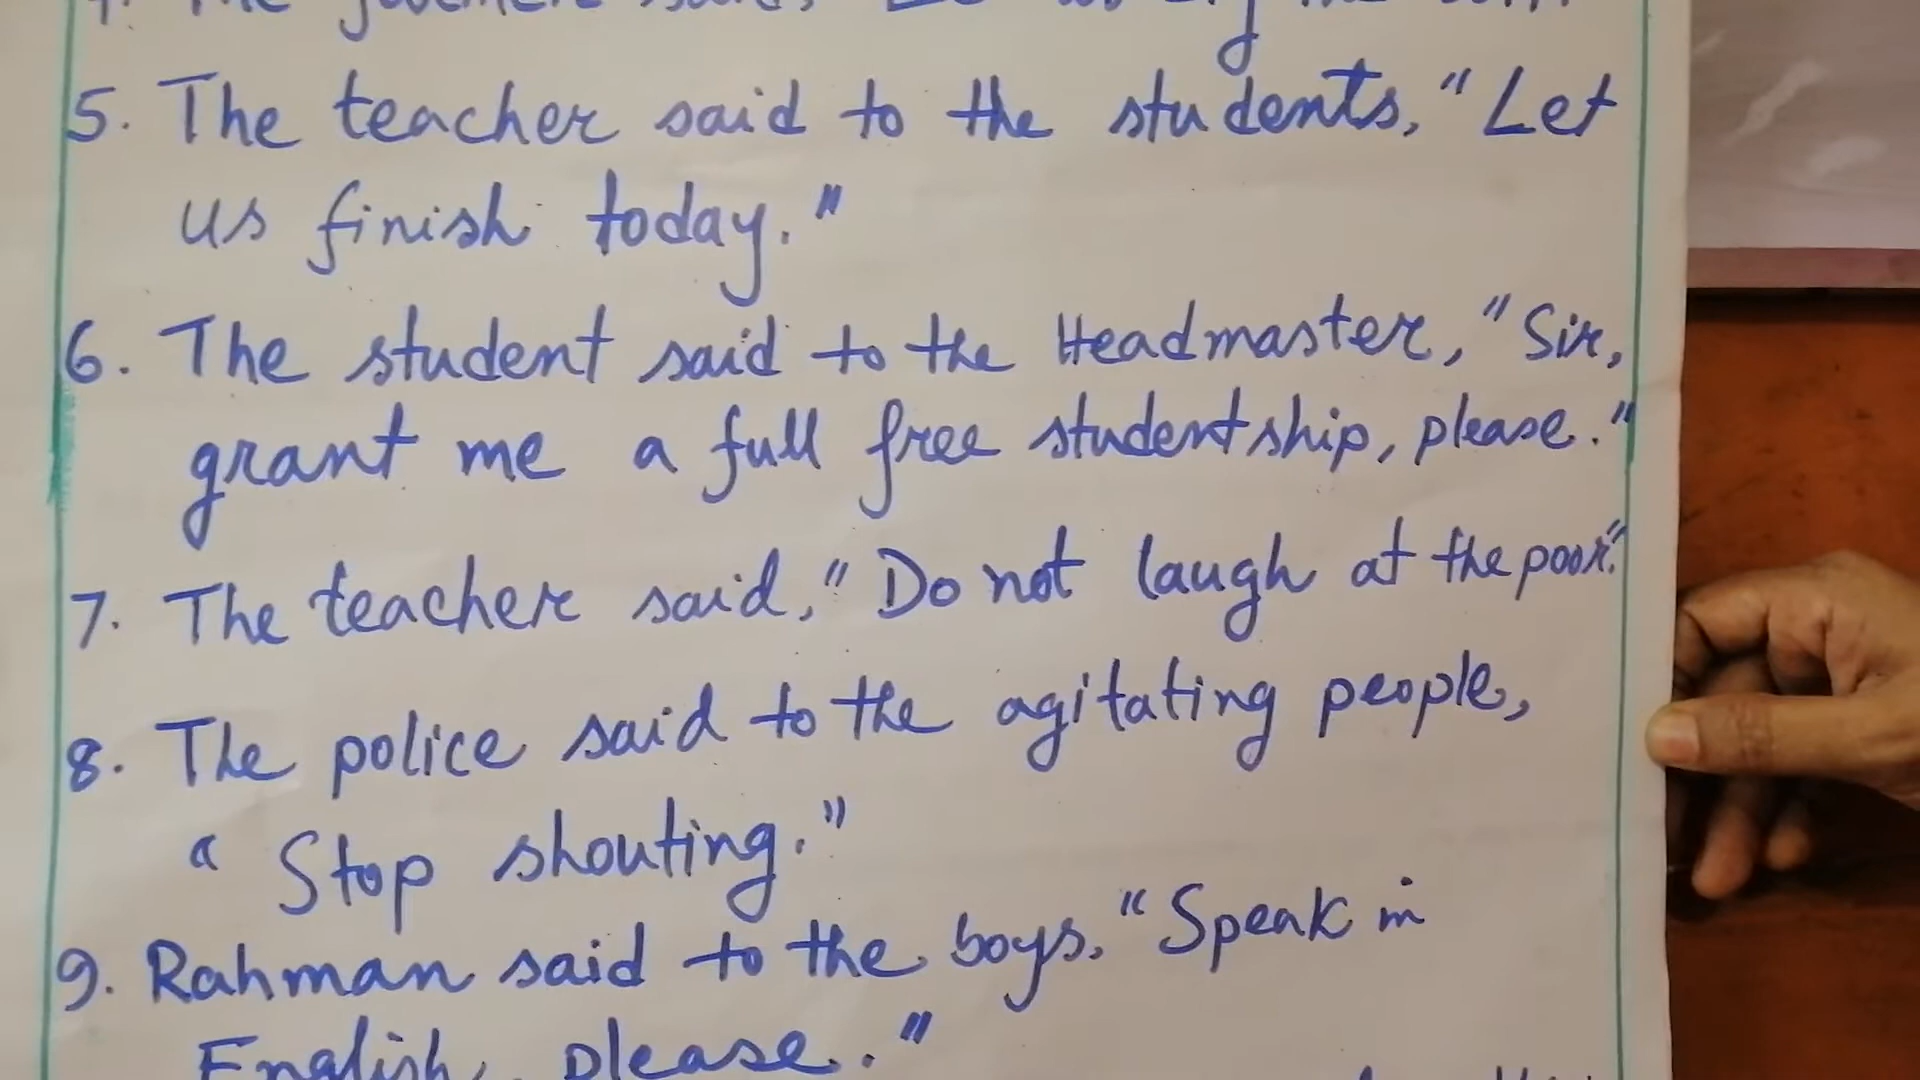 5. The teacher said to the students, "Let
us finish today."
6. The student said to the Headmaster, "Sir,
grant me a full free studentship, please."
7. The teacher said, "Do not laugh at the poor."
8. The police said to the agitating people,
"Stop shouting."
9. Rahman said to the boys, "Speak in
English, please."